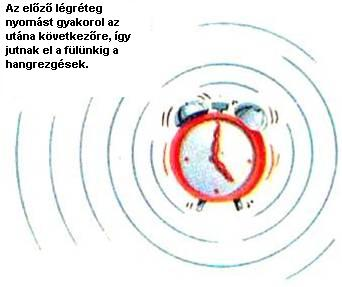 Az előző légréteg
nyomást gyakorol az
utána következőre, így
jutnak el a fülünkig a
hangrezgések.